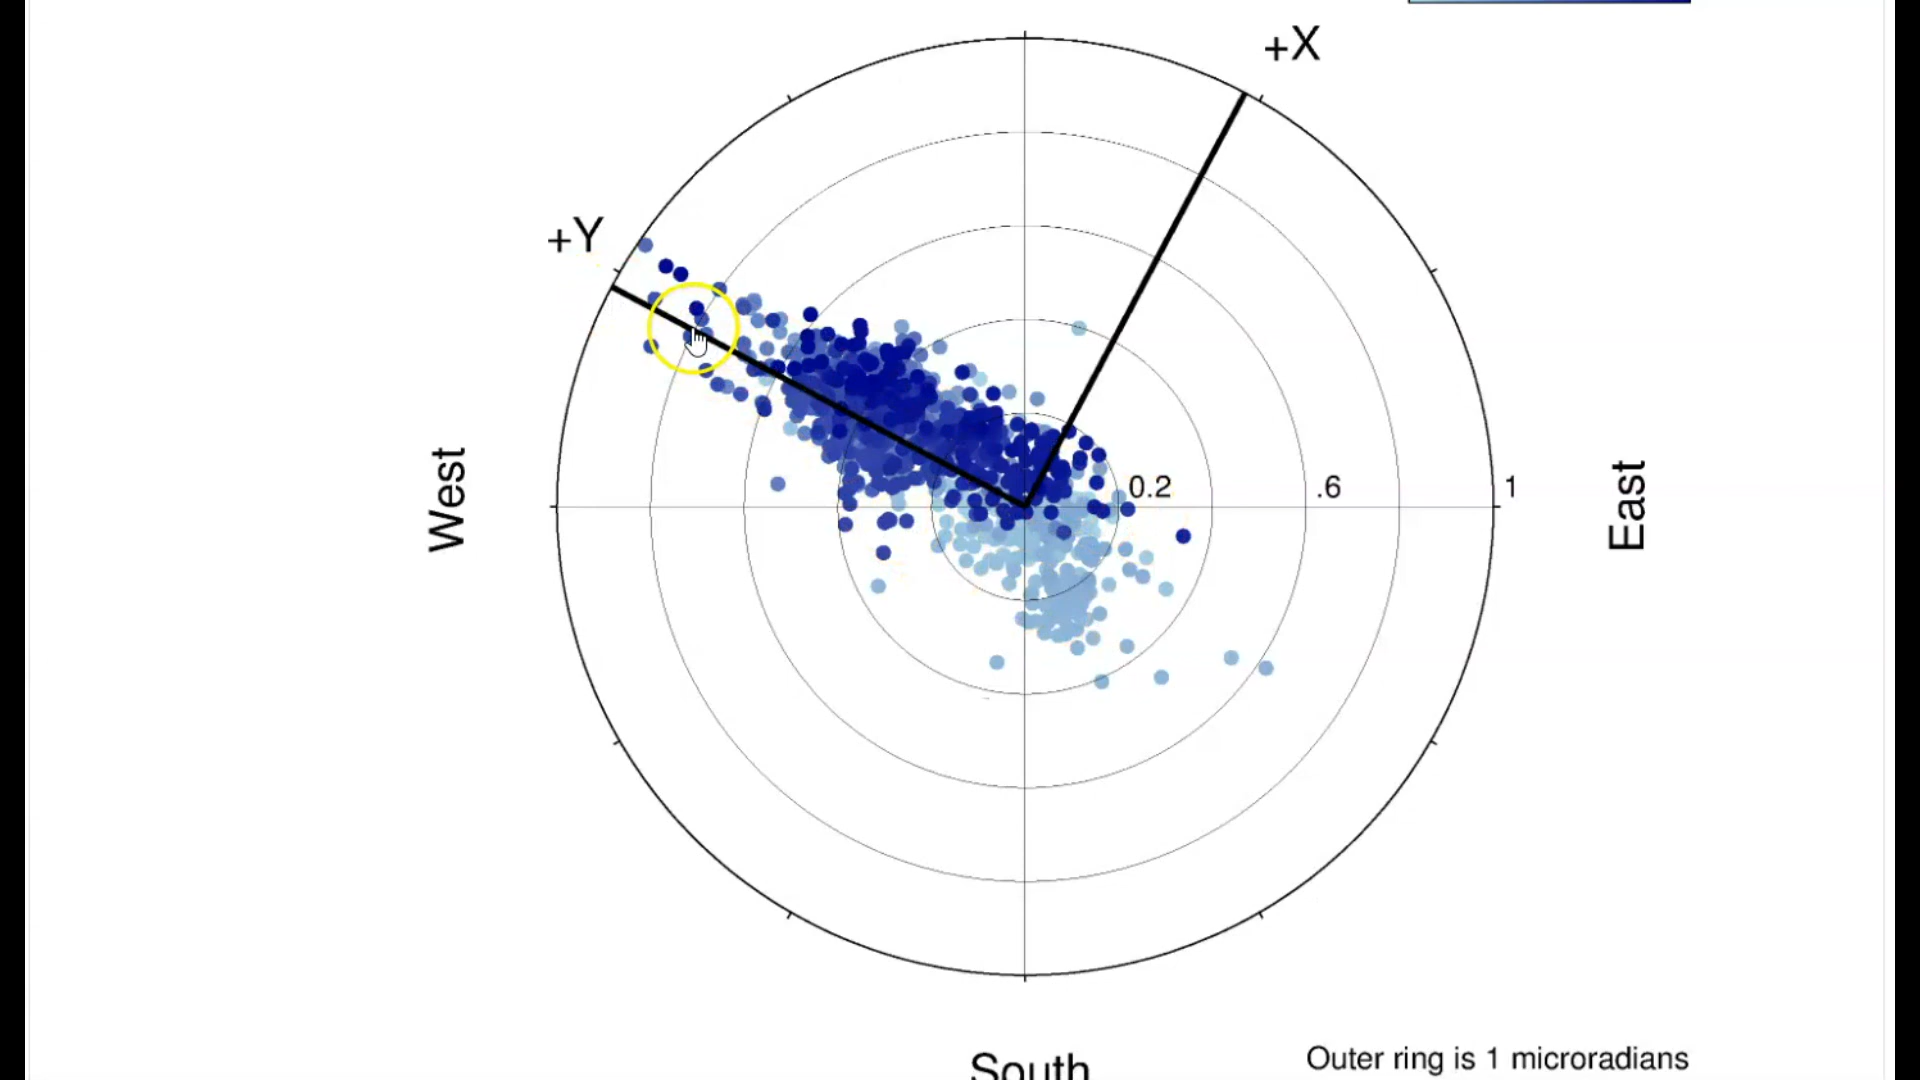 +X
+Y
West
0.2
.6
1
East
South
Outer ring is 1 microradians